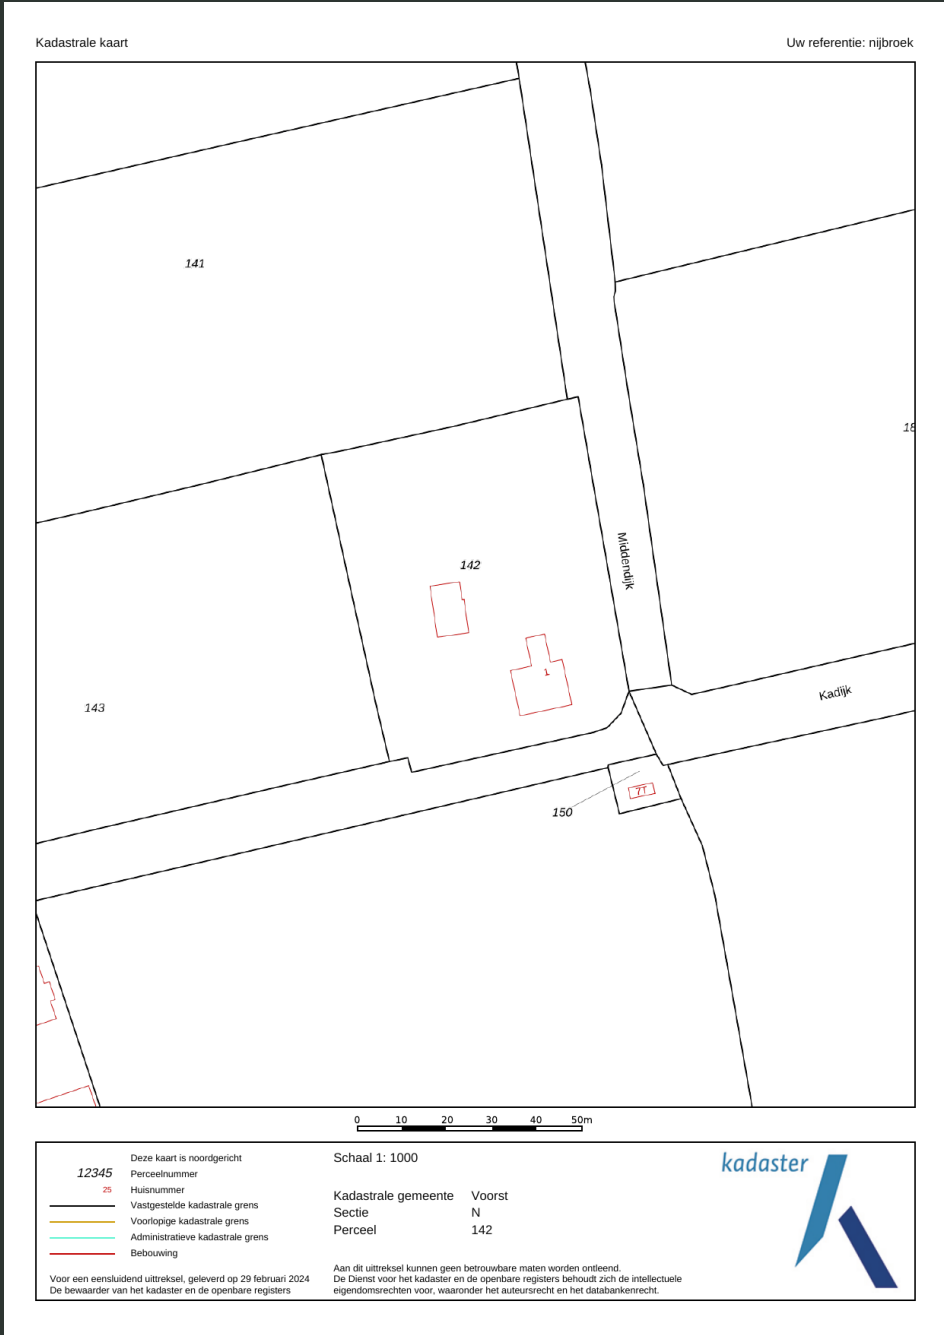 Kadastrale kaart
Uw referentie: nijbroek
141
18
142
Middendijk
1
143
Kadijk
7T
150
0 10 20 30 40 50m
Deze kaart is noordgericht
12345 Perceelnummer
25 Huisnummer
Vastgestelde kadastrale grens
Voorlopige kadastrale grens
Administratieve kadastrale grens
Bebouwing
Voor een eensluidend uittreksel, geleverd op 29 februari 2024
De bewaarder van het kadaster en de openbare registers
Schaal 1: 1000
Kadastrale gemeente Voorst
Sectie N
Perceel 142
Aan dit uittreksel kunnen geen betrouwbare maten worden ontleend.
De Dienst voor het kadaster en de openbare registers behoudt zich de intellectuele
eigendomsrechten voor, waaronder het auteursrecht en het databankenrecht.
kadaster